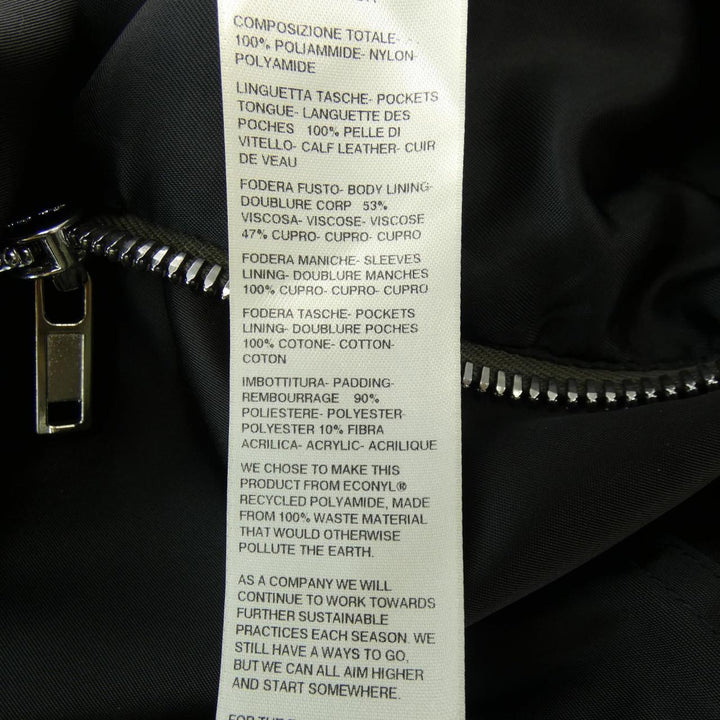 COMPOSIZIONE TOTALE-
100% POLIAMMIDE- NYLON-
POLYAMIDE
LINGUETTA TASCHE- POCKETS
TONGUE- LANGUETTE DES
POCHES 100% PELLE DI
VITELLO- CALF LEATHER- CUIR
DE VEAU
FODERA FUSTO- BODY LINING-
DOUBLURE CORP 53%
VISCOSA- VISCOSE- VISCOSE
47% CUPRO- CUPRO- CUPRO
FODERA MANICHE- SLEEVES
LINING- DOUBLURE MANCHES
100% CUPRO- CUPRO- CUPRO
FODERA TASCHE- POCKETS
LINING- DOUBLURE POCHES
100% COTONE- COTTON-
COTON
IMBOTTITURA- PADDING-
REMBOURRAGE 90%
POLIESTERE- POLYESTER-
POLYESTER 10% FIBRA
ACRILICA- ACRYLIC- ACRILIQUE
WE CHOSE TO MAKE THIS
PRODUCT FROM ECONYL®
RECYCLED POLYAMIDE, MADE
FROM 100% WASTE MATERIAL
THAT WOULD OTHERWISE
POLLUTE THE EARTH.
AS A COMPANY WE WILL
CONTINUE TO WORK TOWARDS
FURTHER SUSTAINABLE
PRACTICES EACH SEASON. WE
STILL HAVE A WAYS TO GO,
BUT WE CAN ALL AIM HIGHER
AND START SOMEWHERE.
FOR THE